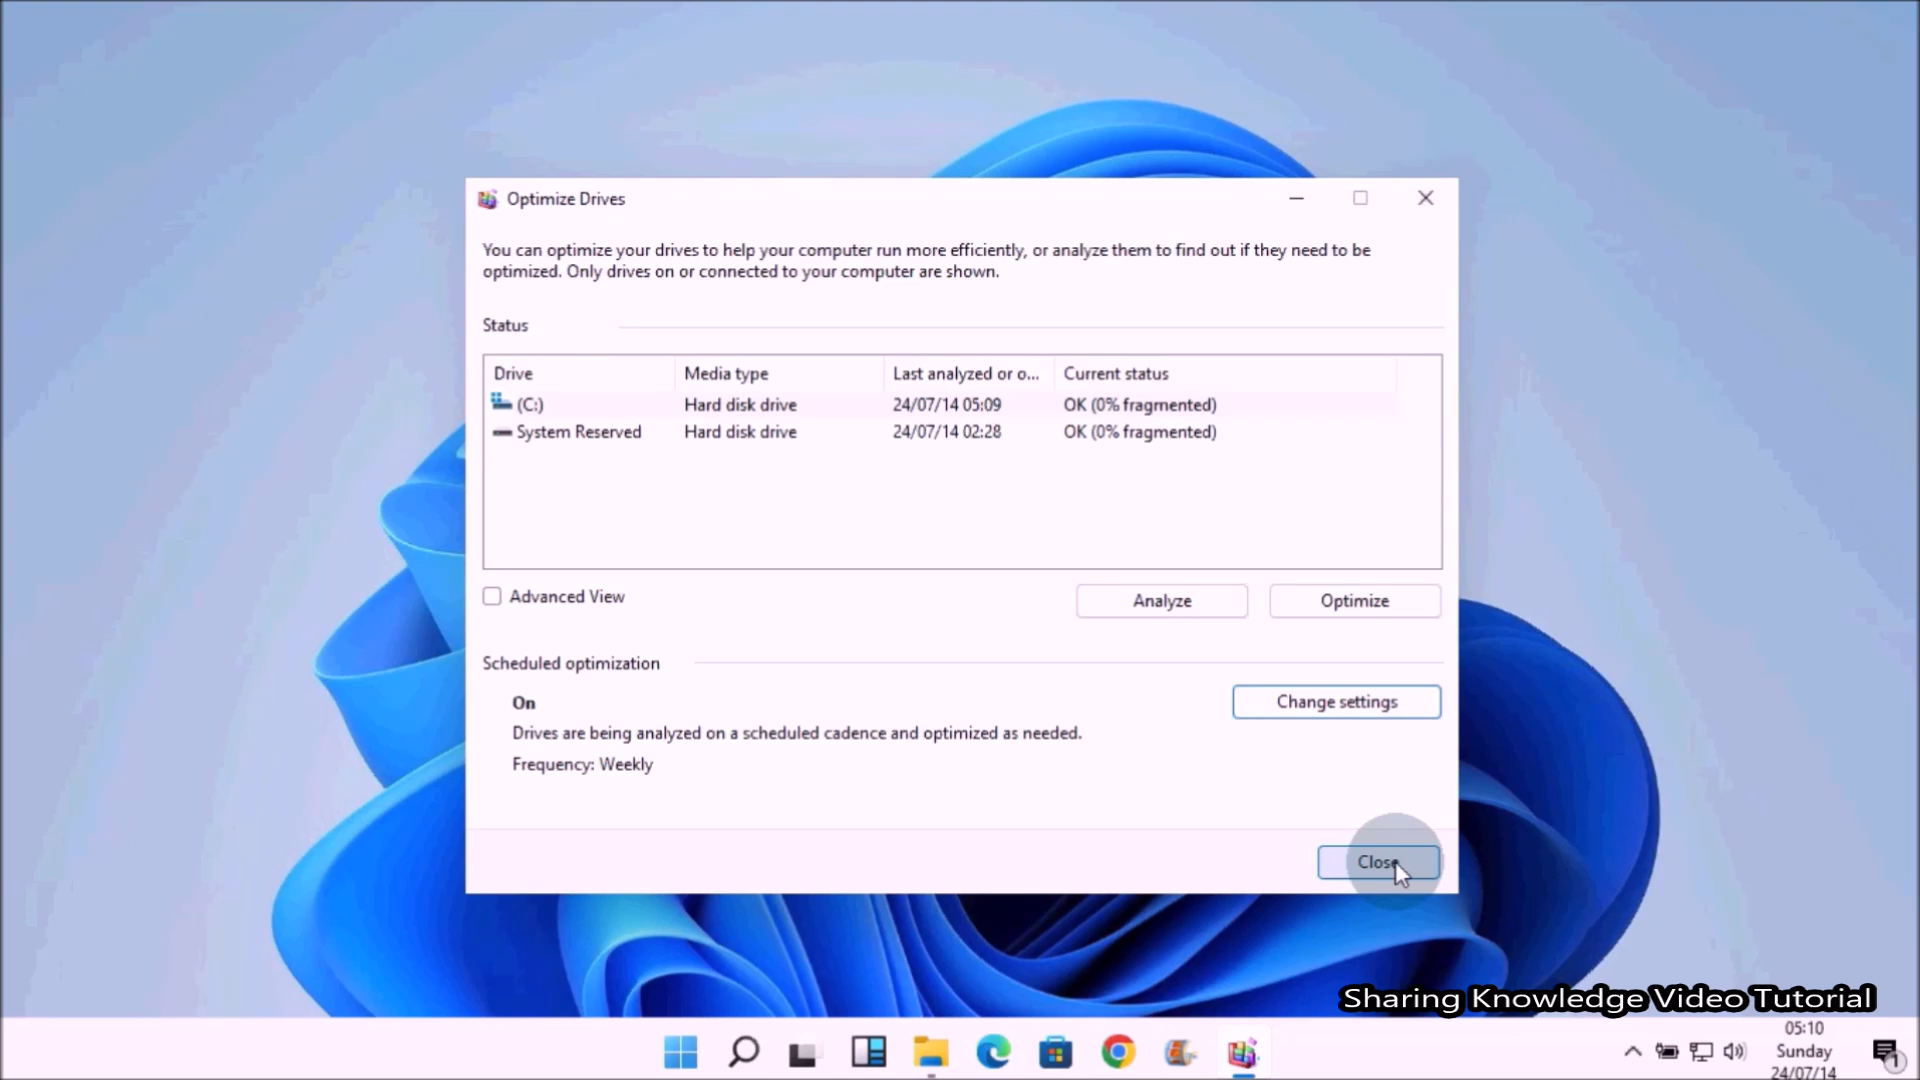 Optimize Drives
You can optimize your drives to help your computer run more efficiently, or analyze them to find out if they need to be
optimized. Only drives on or connected to your computer are shown.
Status
Drive Media type Last analyzed or o... Current status
(C:) Hard disk drive 24/07/14 05:09 OK (0% fragmented)
System Reserved Hard disk drive 24/07/14 02:28 OK (0% fragmented)
Advanced View Analyze Optimize
Scheduled optimization
On Change settings
Drives are being analyzed on a scheduled cadence and optimized as needed.
Frequency: Weekly
Close
Sharing Knowledge Video Tutorial
05:10
Sunday
24/07/14
1